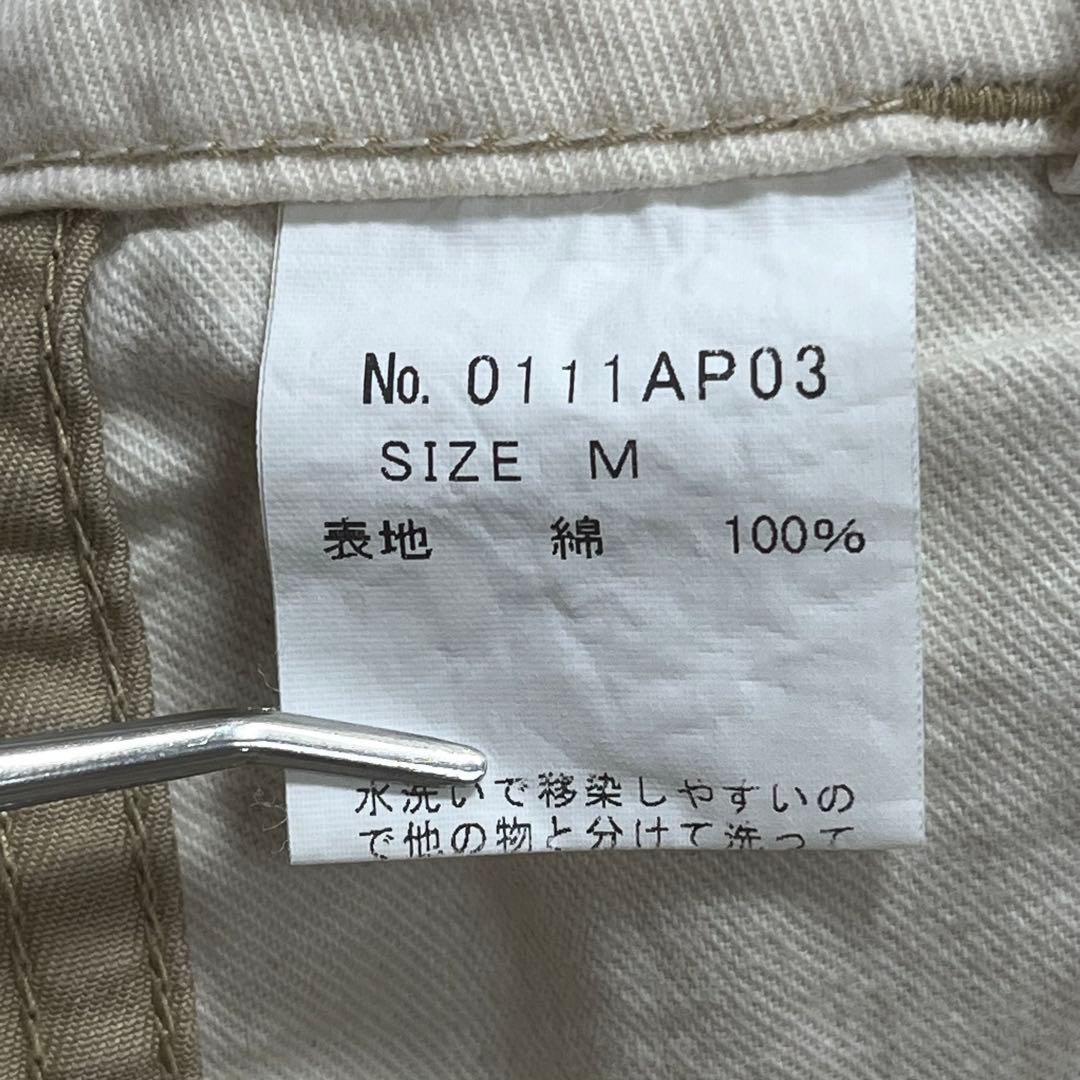 No. 0111AP03
SIZE M
表地 綿 100%
水洗いで移染しやすいの
で他の物と分けて洗って